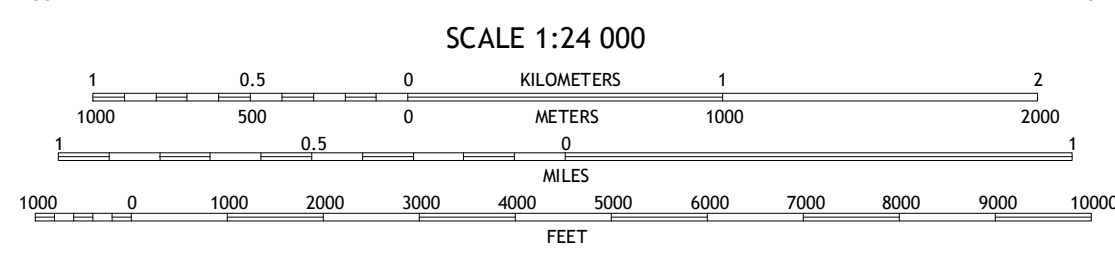 SCALE 1:24 000
1 0.5 0 KILOMETERS 1 2
1000 500 0 METERS 1000 2000
1 0.5 0 1
MILES
1000 0 1000 2000 3000 4000 5000 6000 7000 8000 9000 10000
FEET